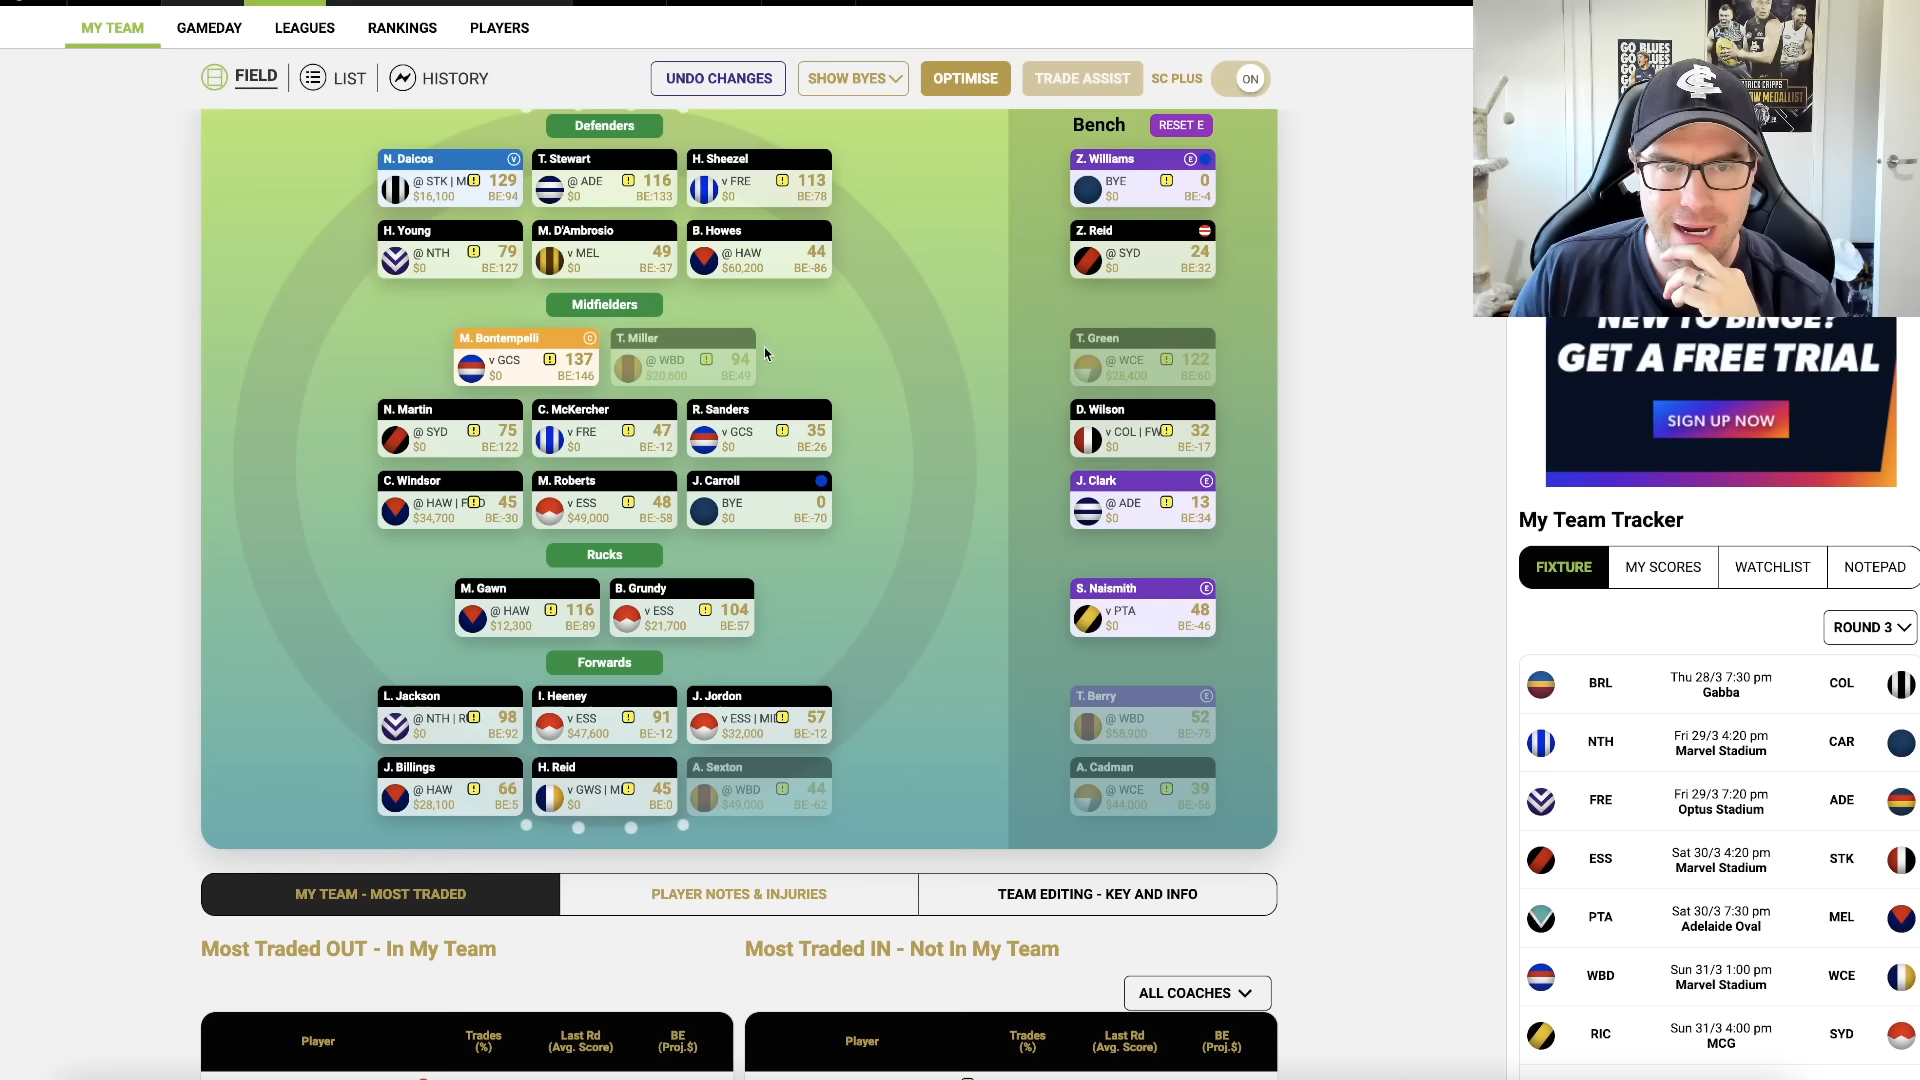 MY TEAM
GAMEDAY
LEAGUES
RANKINGS
PLAYERS
FIELD
LIST
HISTORY
UNDO CHANGES
SHOW BYES
OPTIMISE
TRADE ASSIST
SC PLUS
ON
Defenders
Bench
RESET E
N. Daicos V
@ STK | M ! 129
$16,100 BE:94
T. Stewart
@ ADE ! 116
$0 BE:133
H. Sheezel
v FRE ! 113
$0 BE:78
Z. Williams E
BYE ! 0
$0 BE:-4
H. Young
@ NTH ! 79
$0 BE:127
M. D'Ambrosio
v MEL 49
$0 BE:-37
B. Howes
@ HAW 44
$60,200 BE:-86
Z. Reid
@ SYD 24
$0 BE:32
Midfielders
M. Bontempelli C
v GCS ! 137
$0 BE:146
T. Miller
@ WBD ! 94
$20,600 BE:49
T. Green
@ WCE ! 122
$28,400 BE:60
N. Martin
@ SYD ! 75
$0 BE:122
C. McKercher
v FRE ! 47
$0 BE:-12
R. Sanders
v GCS ! 35
$0 BE:26
D. Wilson
v COL | FW ! 32
$0 BE:-17
C. Windsor
@ HAW | F ! D 45
$34,700 BE:-30
M. Roberts
v ESS ! 48
$49,000 BE:-58
J. Carroll
BYE 0
$0 BE:-70
J. Clark E
@ ADE ! 13
$0 BE:34
Rucks
M. Gawn
@ HAW ! 116
$12,300 BE:89
B. Grundy
v ESS ! 104
$21,700 BE:57
S. Naismith E
v PTA 48
$0 BE:-46
Forwards
L. Jackson
@ NTH | R ! 98
$0 BE:92
I. Heeney
v ESS ! 91
$47,600 BE:-12
J. Jordon
v ESS | MI ! 57
$32,000 BE:-12
T. Berry E
@ WBD 52
$58,900 BE:-75
J. Billings
@ HAW ! 66
$28,100 BE:5
H. Reid
v GWS | M ! 45
$0 BE:0
A. Sexton
@ WBD ! 44
$49,000 BE:-62
A. Cadman
@ WCE ! 39
$44,000 BE:-56
MY TEAM - MOST TRADED
PLAYER NOTES & INJURIES
TEAM EDITING - KEY AND INFO
Most Traded OUT - In My Team
Most Traded IN - Not In My Team
ALL COACHES
Player Trades (%) Last Rd (Avg. Score) BE (Proj.$)
Player Trades (%) Last Rd (Avg. Score) BE (Proj.$)
GO BLUES
GO BLUES
NEW TO BINGE?
GET A FREE TRIAL
SIGN UP NOW
My Team Tracker
FIXTURE
MY SCORES
WATCHLIST
NOTEPAD
ROUND 3
BRL Thu 28/3 7:30 pm COL
Gabba
NTH Fri 29/3 4:20 pm CAR
Marvel Stadium
FRE Fri 29/3 7:20 pm ADE
Optus Stadium
ESS Sat 30/3 4:20 pm STK
Marvel Stadium
PTA Sat 30/3 7:30 pm MEL
Adelaide Oval
WBD Sun 31/3 1:00 pm WCE
Marvel Stadium
RIC Sun 31/3 4:00 pm SYD
MCG